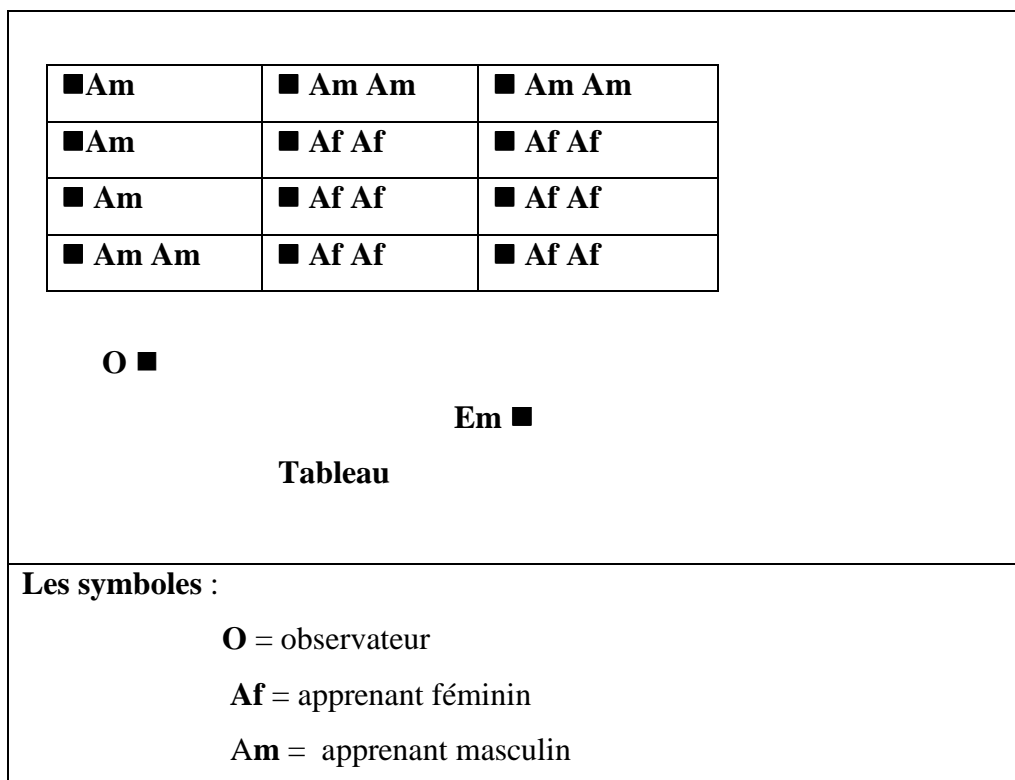 ■Am ■ Am Am ■ Am Am
■Am ■ Af Af ■ Af Af
■ Am ■ Af Af ■ Af Af
■ Am Am ■ Af Af ■ Af Af
O ■
Em ■
Tableau
Les symboles :
O = observateur
Af = apprenant féminin
Am = apprenant masculin